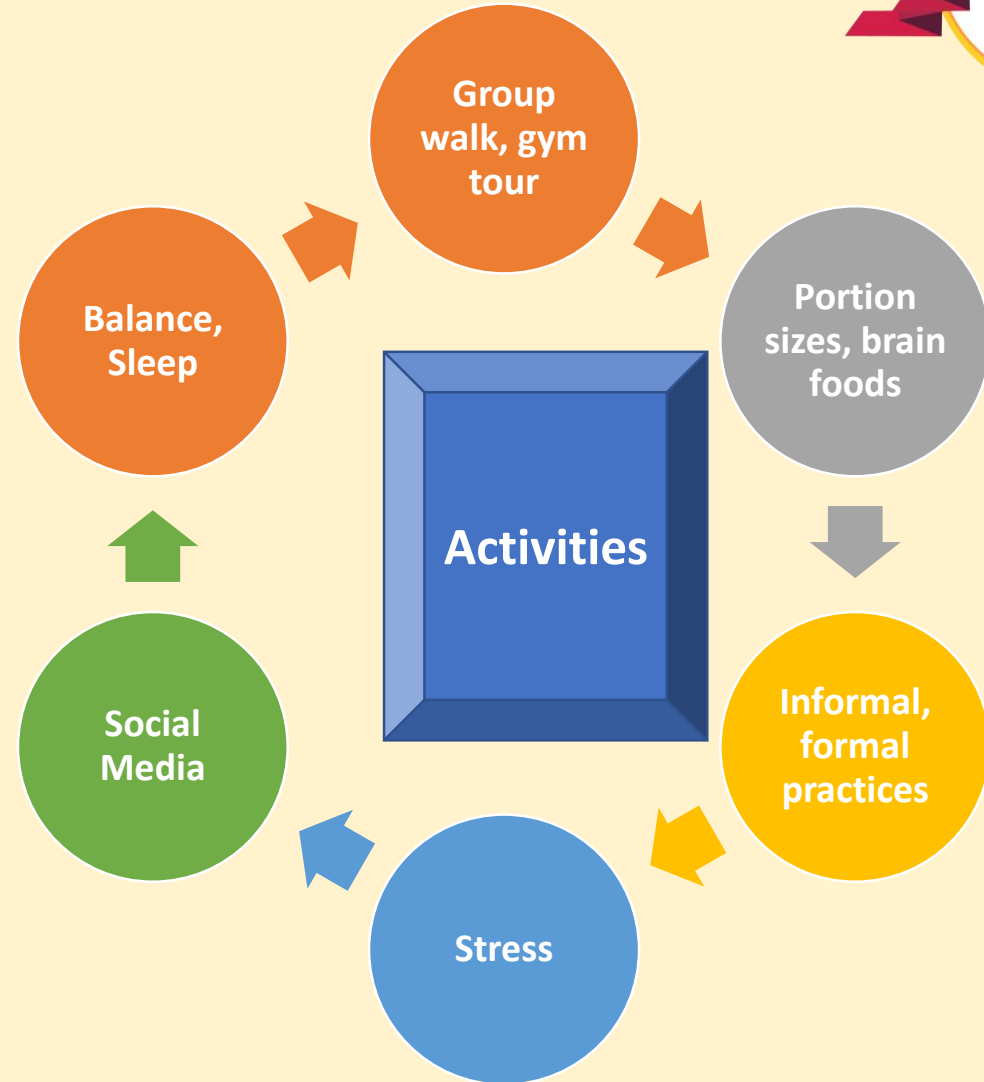 Group
walk, gym
tour
Portion
sizes, brain
foods
Informal,
formal
practices
Stress
Social
Media
Balance,
Sleep
Activities